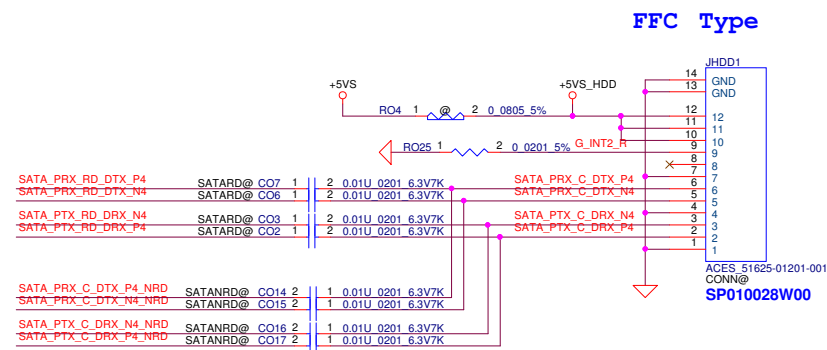 FFC Type
JHDD1
+5VS
+5VS_HDD
14 GND
13 GND
RO4 1 @ 2 0_0805_5%
12 12
11 11
10 10
RO25 1 2 0_0201_5% G_INT2_R 9 9
8 8
7 7
SATA_PRX_RD_DTX_P4 SATARD@ CO7 1 2 0.01U_0201_6.3V7K SATA_PRX_C_DTX_P4 6 6
SATA_PRX_RD_DTX_N4 SATARD@ CO6 1 2 0.01U_0201_6.3V7K SATA_PRX_C_DTX_N4 5 5
4 4
SATA_PTX_RD_DRX_N4 SATARD@ CO3 1 2 0.01U_0201_6.3V7K SATA_PTX_C_DRX_N4 3 3
SATA_PTX_RD_DRX_P4 SATARD@ CO2 1 2 0.01U_0201_6.3V7K SATA_PTX_C_DRX_P4 2 2
1 1
ACES_51625-01201-001
CONN@
SP010028W00
SATA_PRX_C_DTX_P4_NRD SATANRD@ CO14 2 1 0.01U_0201_6.3V7K
SATA_PRX_C_DTX_N4_NRD SATANRD@ CO15 2 1 0.01U_0201_6.3V7K
SATA_PTX_C_DRX_N4_NRD SATANRD@ CO16 2 1 0.01U_0201_6.3V7K
SATA_PTX_C_DRX_P4_NRD SATANRD@ CO17 2 1 0.01U_0201_6.3V7K